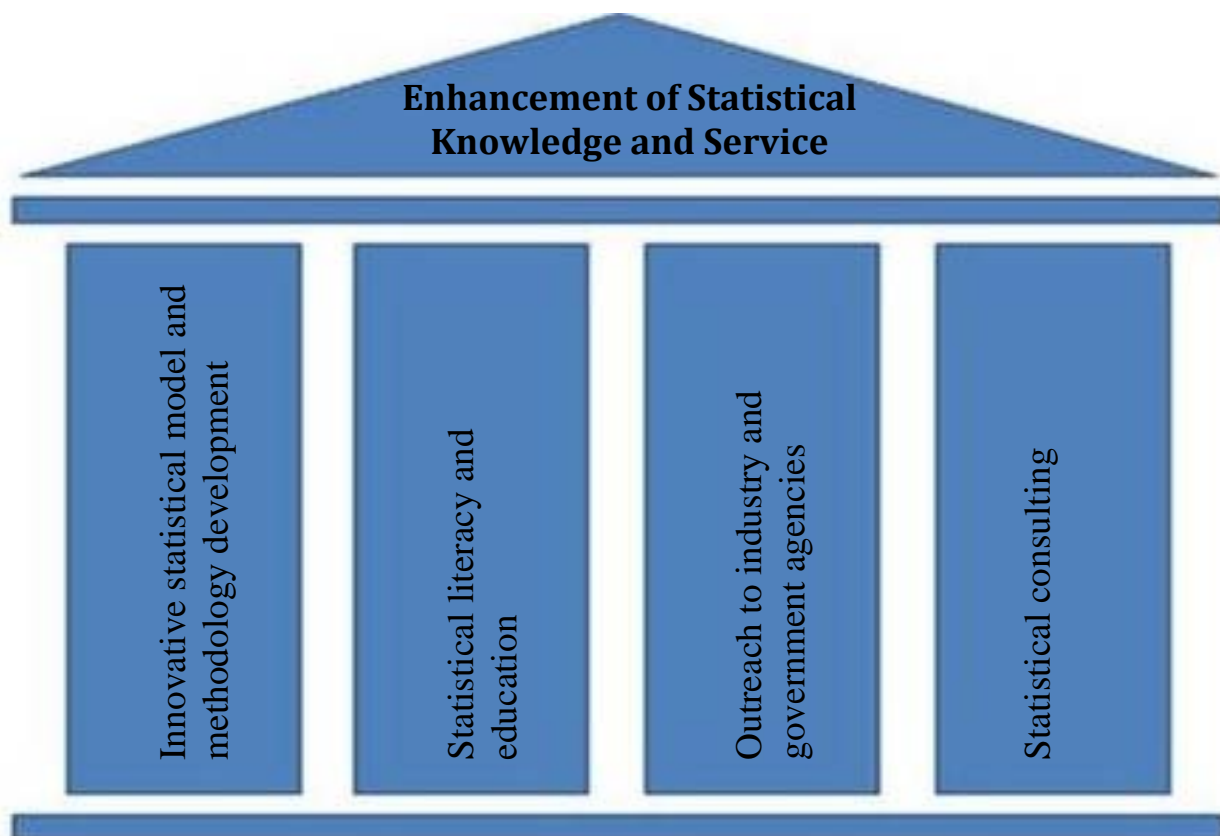 Enhancement of Statistical
Knowledge and Service
Innovative statistical model and
methodology development
Statistical literacy and
education
Outreach to industry and
government agencies
Statistical consulting